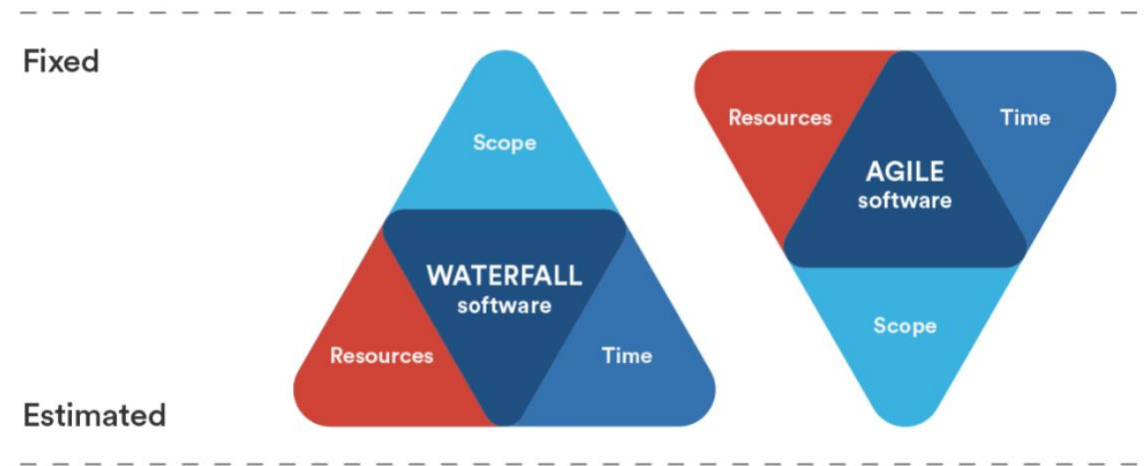 Fixed
Scope
WATERFALL
software
Resources
Time
Resources
Time
AGILE
software
Scope
Estimated